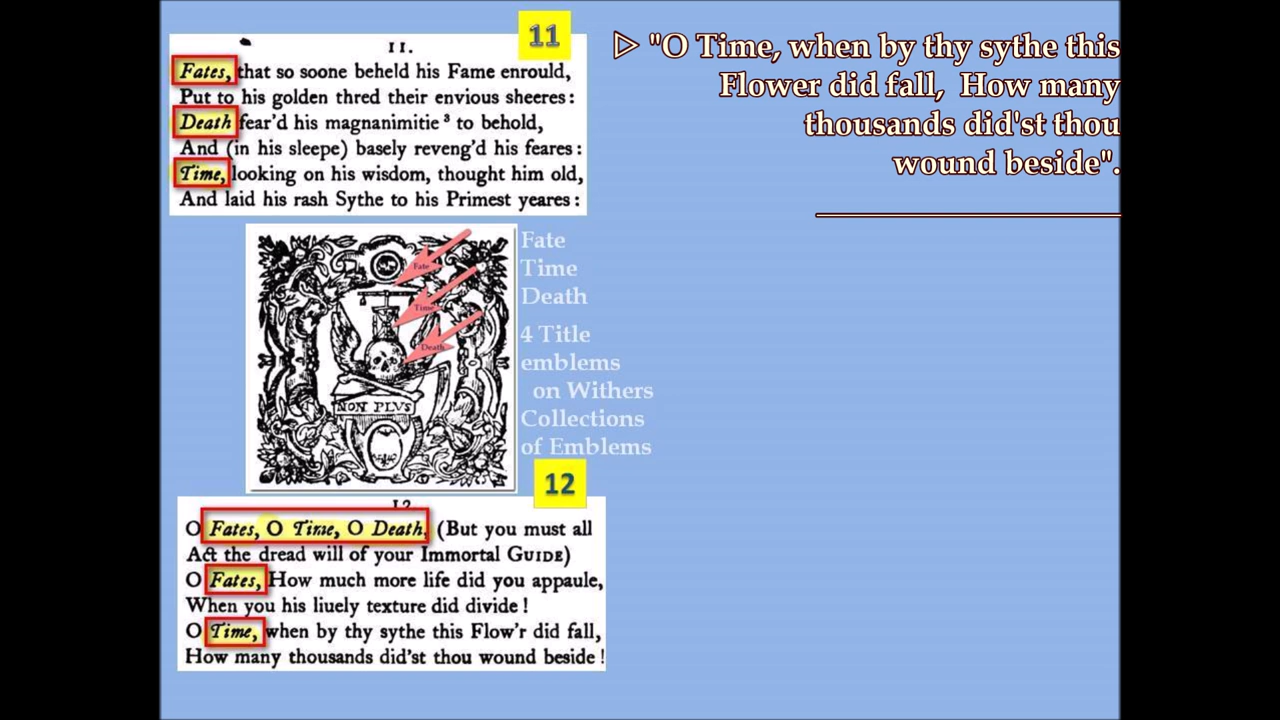 11
II.
Fates, that so soone beheld his Fame enrould,
Put to his golden thred their envious sheeres:
Death fear'd his magnanimitie ³ to behold,
And (in his sleepe) basely reveng'd his feares:
Time, looking on his wisdom, thought him old,
And laid his rash Sythe to his Primest yeares:
▷ "O Time, when by thy sythe this
Flower did fall, How many
thousands did'st thou
wound beside".
Fate
Time
Death
NON PLVS
Fate
Time
Death
4 Title
emblems
on Withers
Collections
of Emblems
12
12
O Fates, O Time, O Death, (But you must all
Act the dread will of your Immortal GUIDE)
O Fates, How much more life did you appaule,
When you his liuely texture did divide!
O Time, when by thy sythe this Flow'r did fall,
How many thousands did'st thou wound beside!